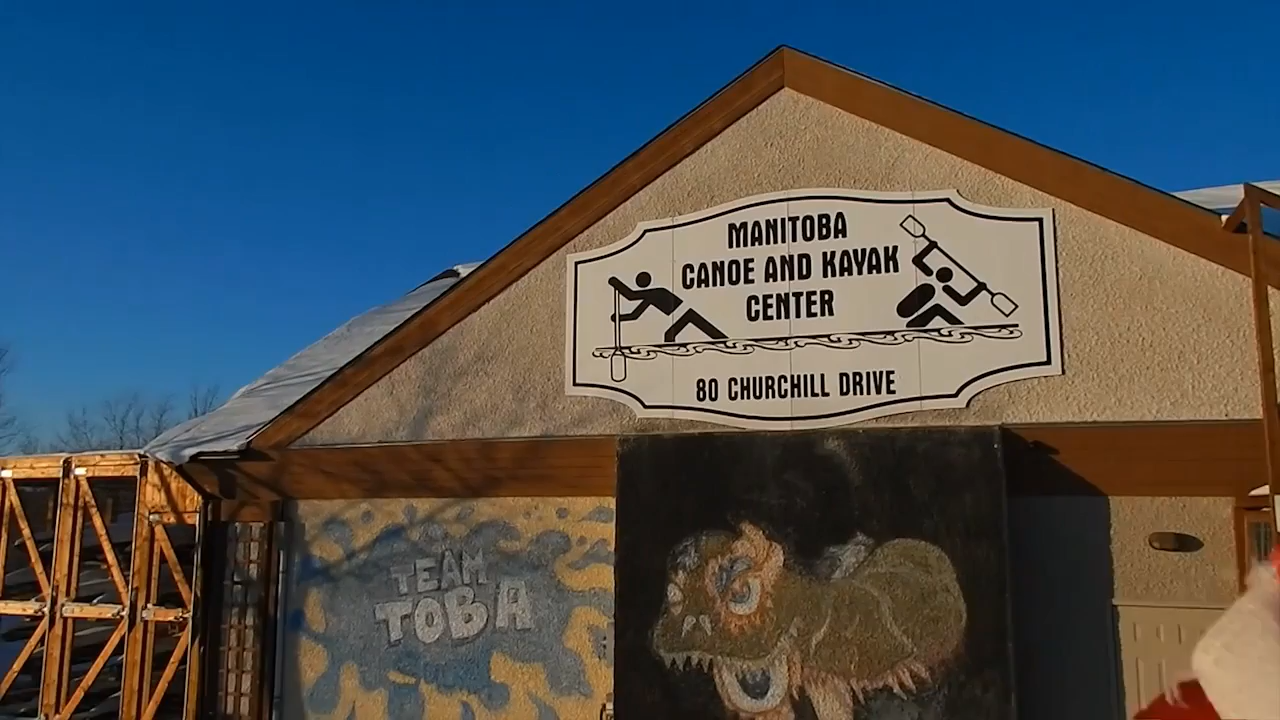 MANITOBA
CANOE AND KAYAK
CENTER
80 CHURCHILL DRIVE
TEAM
TOBA